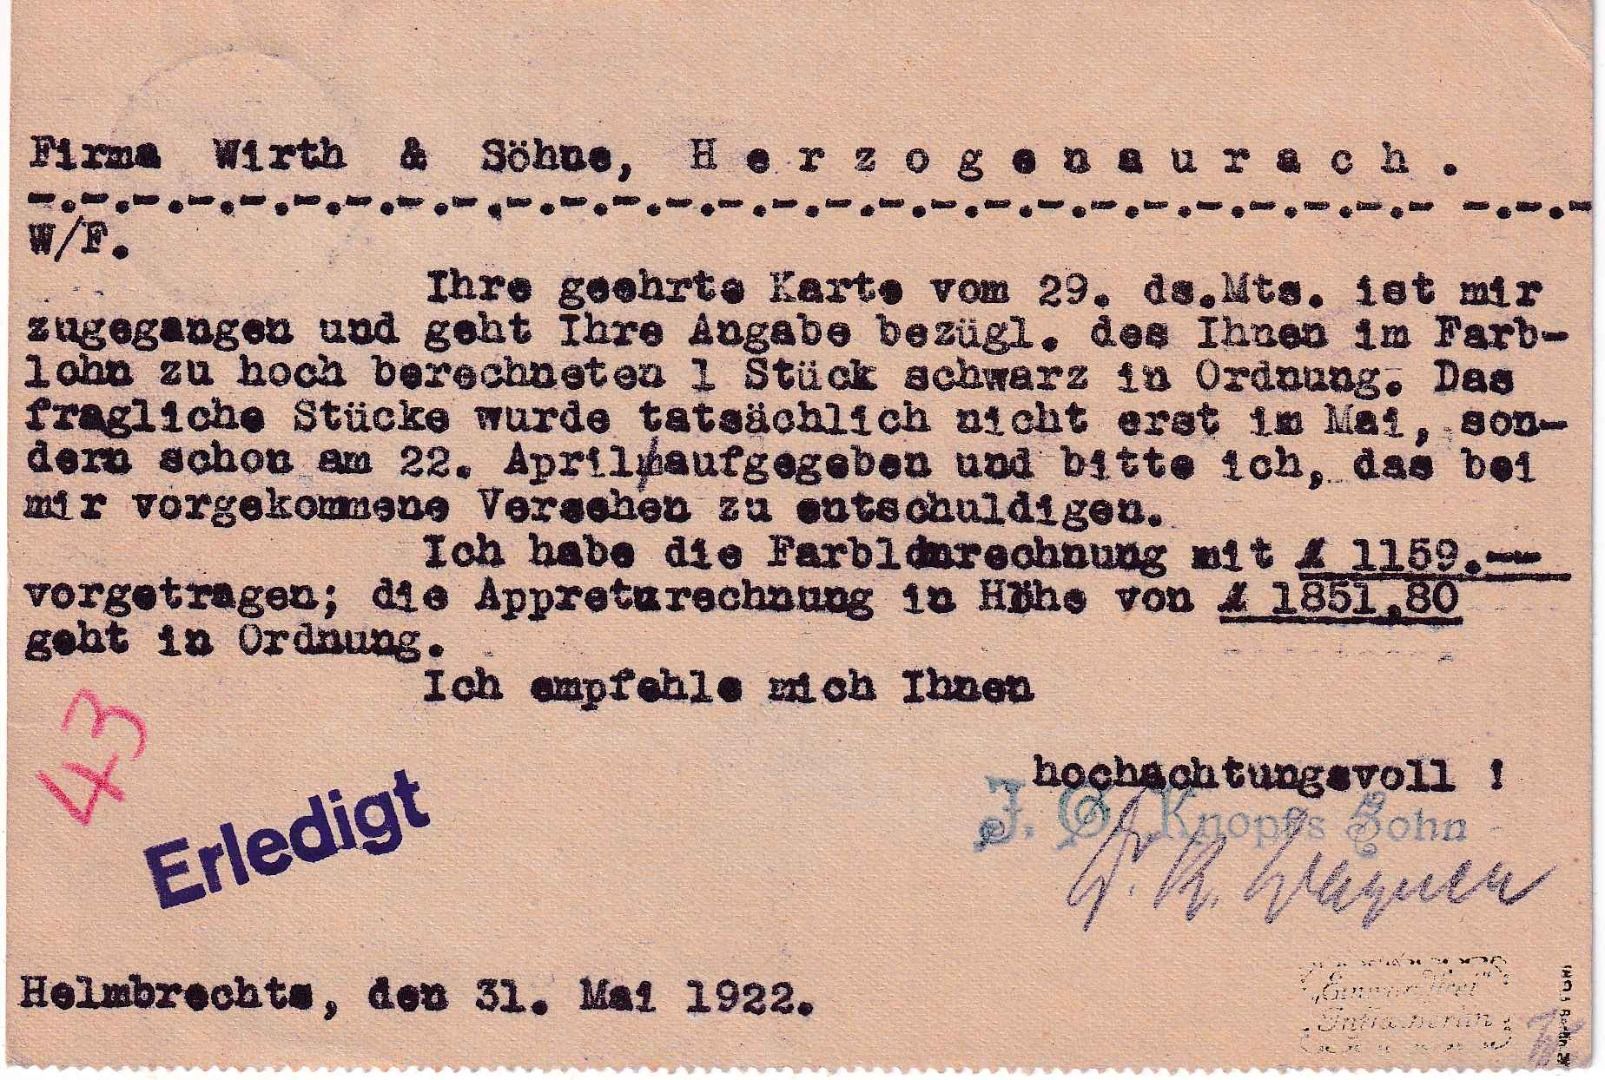 Firma Wirth & Söhne, Herzogenaurach.
-.-.-.-.-.-.-.-.-.-.-.-.-.-.-.-.-.-.-.-.-.-.-.-.-.-.- -.-.-
W/F.
Ihre geehrte Karte vom 29. ds.Mts. ist mir
zugegangen und geht Ihre Angabe bezügl. des Ihnen im Farb-
lohn zu hoch berechneten 1 Stück schwarz in Ordnung. Das
fragliche Stücke wurde tatsächlich nicht erst im Mai, son-
dern schon am 22. April aufgegeben und bitte ich, das bei
mir vorgekommene Versehen zu entschuldigen.
Ich habe die Farblohnrechnung mit ℳ 1159.--
vorgetragen; die Appreturechnung in Höhe von ℳ 1851,80
geht in Ordnung.
Ich empfehle mich Ihnen
hochachtungsvoll !
J. G. Knopfs Sohn
43
Erledigt
Helmbrechts, den 31. Mai 1922.